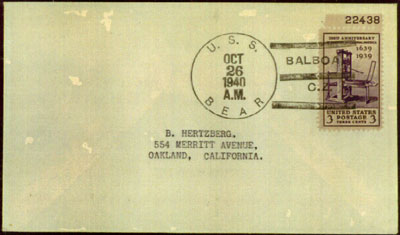 22438
U. S. S.
OCT
26
1940
A.M.
BEAR
BALBOA
C.Z.
300TH ANNIVERSARY
1639
1939
UNITED STATES
3 POSTAGE 3
THREE CENTS
B. HERTZBERG.
554 MERRITT AVENUE,
OAKLAND, CALIFORNIA.